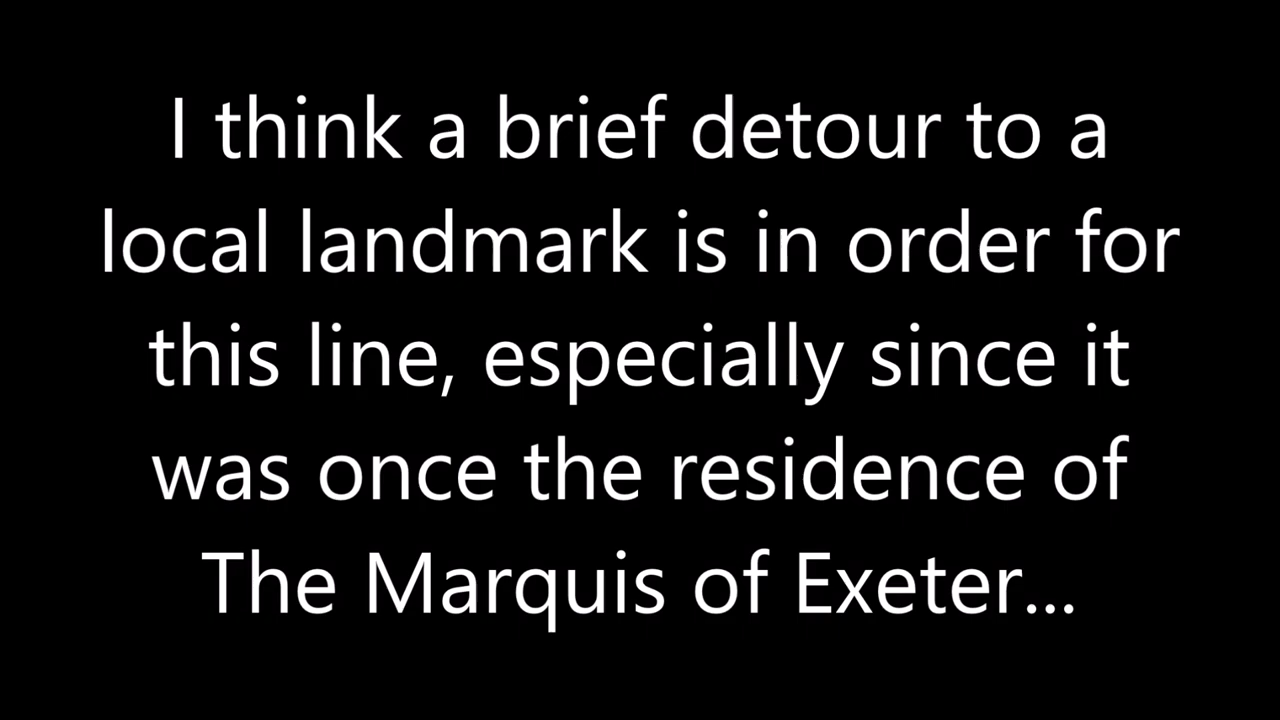 I think a brief detour to a
local landmark is in order for
this line, especially since it
was once the residence of
The Marquis of Exeter...